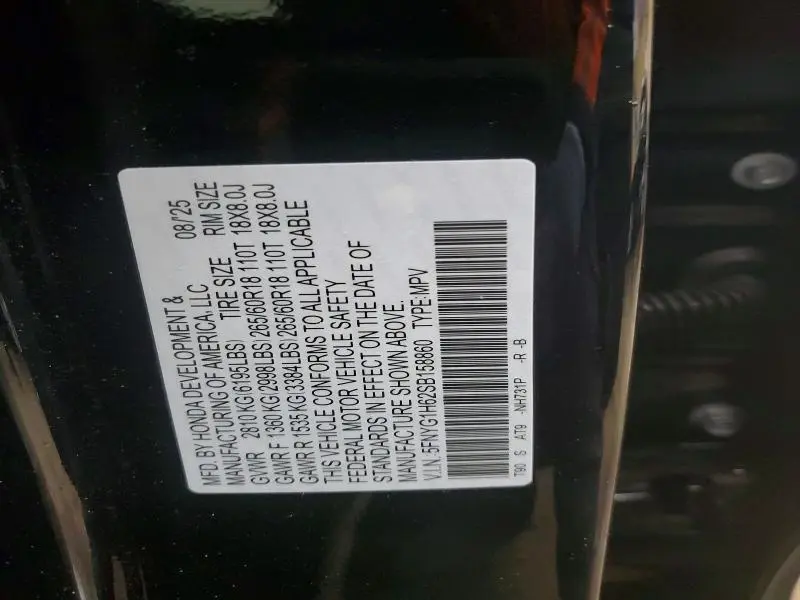 MFD. BY HONDA DEVELOPMENT & 08/'25
MANUFACTURING OF AMERICA, LLC
TIRE SIZE RIM SIZE
GVWR 2810 KG(6195LBS)
GAWR F 1360 KG(2998LBS)265/60R18 110T 18X8.0J
GAWR R 1535 KG(3384LBS)265/60R18 110T 18X8.0J
THIS VEHICLE CONFORMS TO ALL APPLICABLE
FEDERAL MOTOR VEHICLE SAFETY
STANDARDS IN EFFECT ON THE DATE OF
MANUFACTURE SHOWN ABOVE.
V.I.N.:5FNYG1H62SB158860 TYPE:MPV
T90 S AT9 -NH731P -R -B